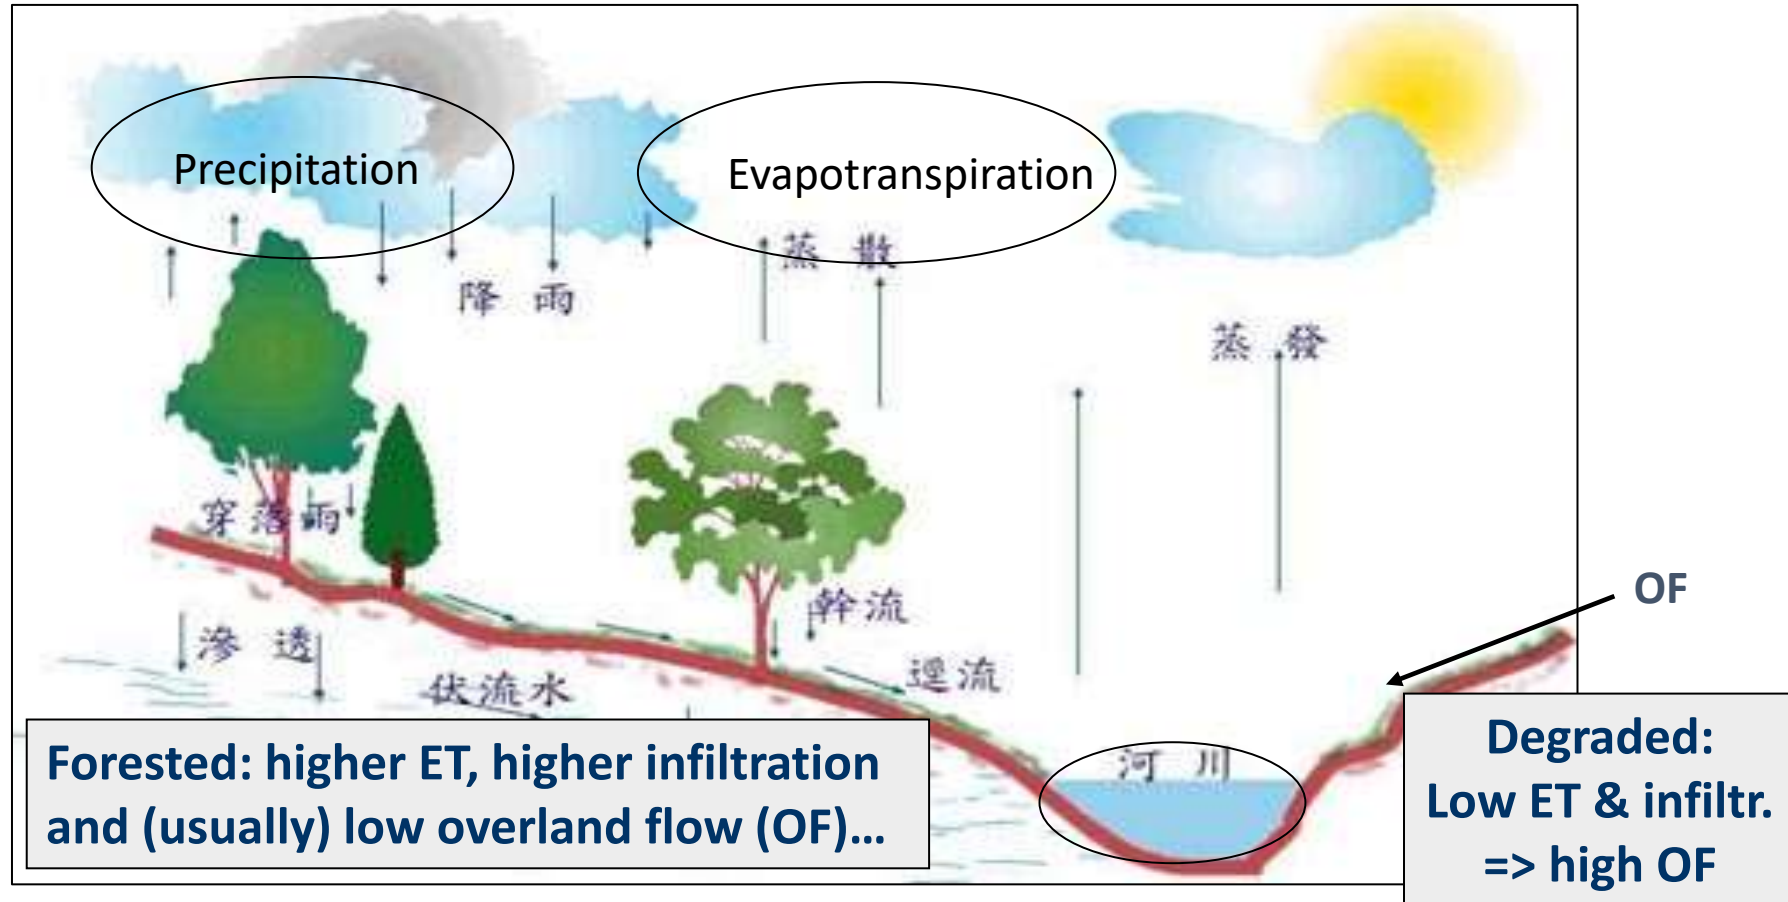 Precipitation
Evapotranspiration
蒸散
降雨
蒸發
穿落雨
OF
幹流
滲透
逕流
伏流水
河川
Forested: higher ET, higher infiltration
and (usually) low overland flow (OF)...
Degraded:
Low ET & infiltr.
=> high OF